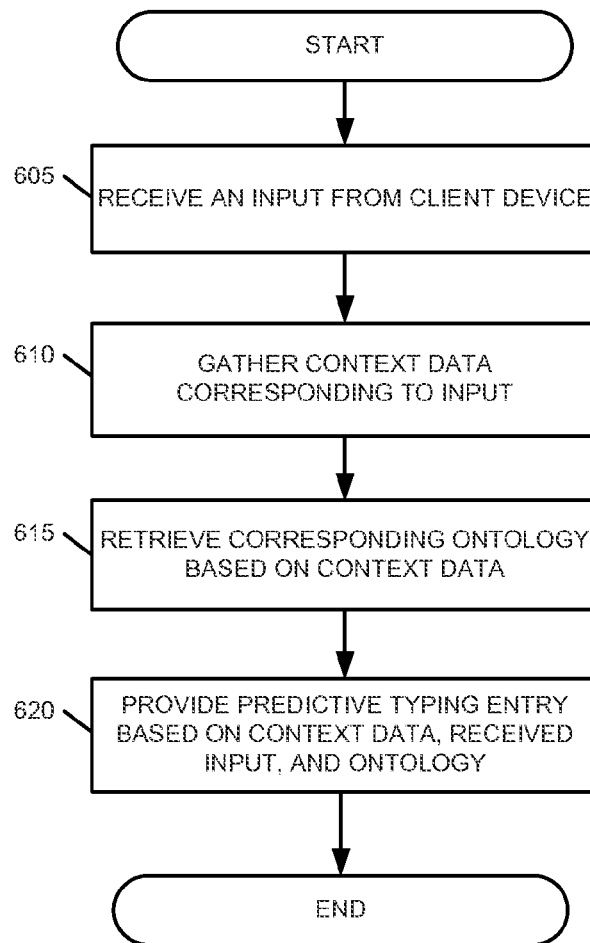 START
605
RECEIVE AN INPUT FROM CLIENT DEVICE
610
GATHER CONTEXT DATA
CORRESPONDING TO INPUT
615
RETRIEVE CORRESPONDING ONTOLOGY
BASED ON CONTEXT DATA
620
PROVIDE PREDICTIVE TYPING ENTRY
BASED ON CONTEXT DATA, RECEIVED
INPUT, AND ONTOLOGY
END